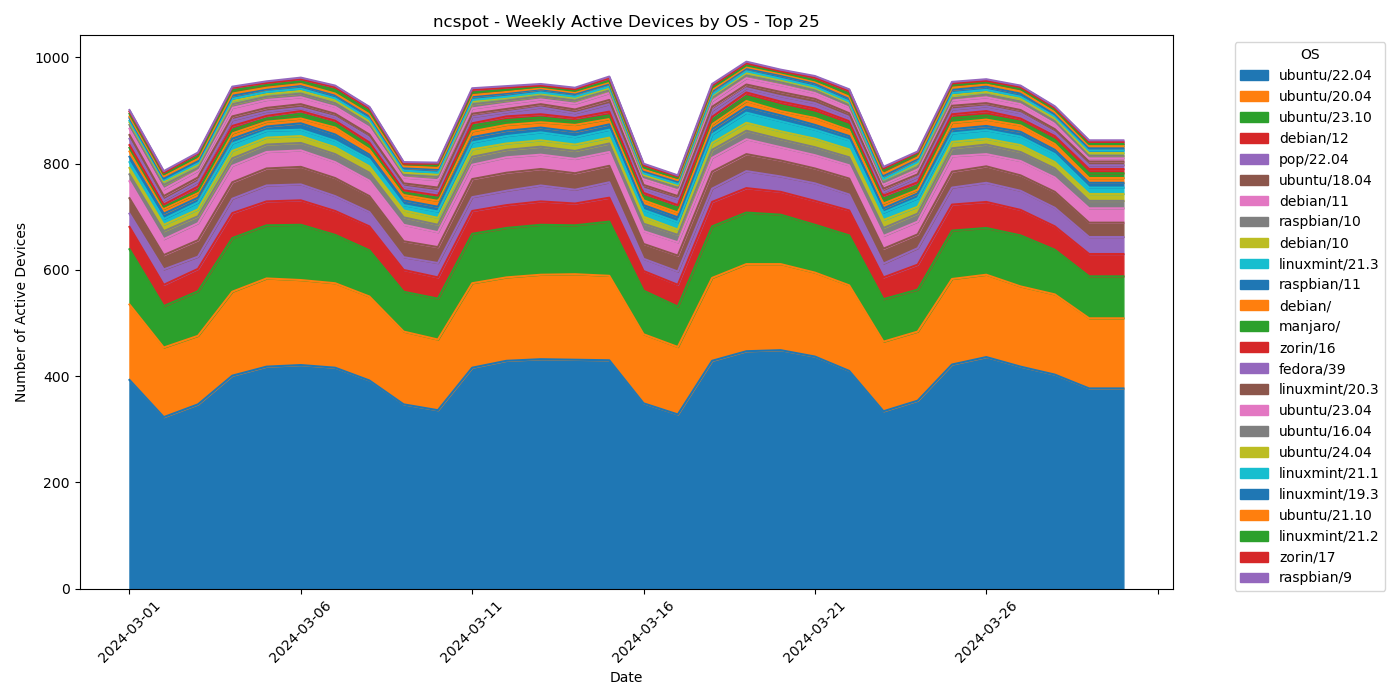 ncspot - Weekly Active Devices by OS - Top 25
Number of Active Devices
1000
800
600
400
200
0
2024-03-01
2024-03-06
2024-03-11
2024-03-16
2024-03-21
2024-03-26
Date
OS
ubuntu/22.04
ubuntu/20.04
ubuntu/23.10
debian/12
pop/22.04
ubuntu/18.04
debian/11
raspbian/10
debian/10
linuxmint/21.3
raspbian/11
debian/
manjaro/
zorin/16
fedora/39
linuxmint/20.3
ubuntu/23.04
ubuntu/16.04
ubuntu/24.04
linuxmint/21.1
linuxmint/19.3
ubuntu/21.10
linuxmint/21.2
zorin/17
raspbian/9